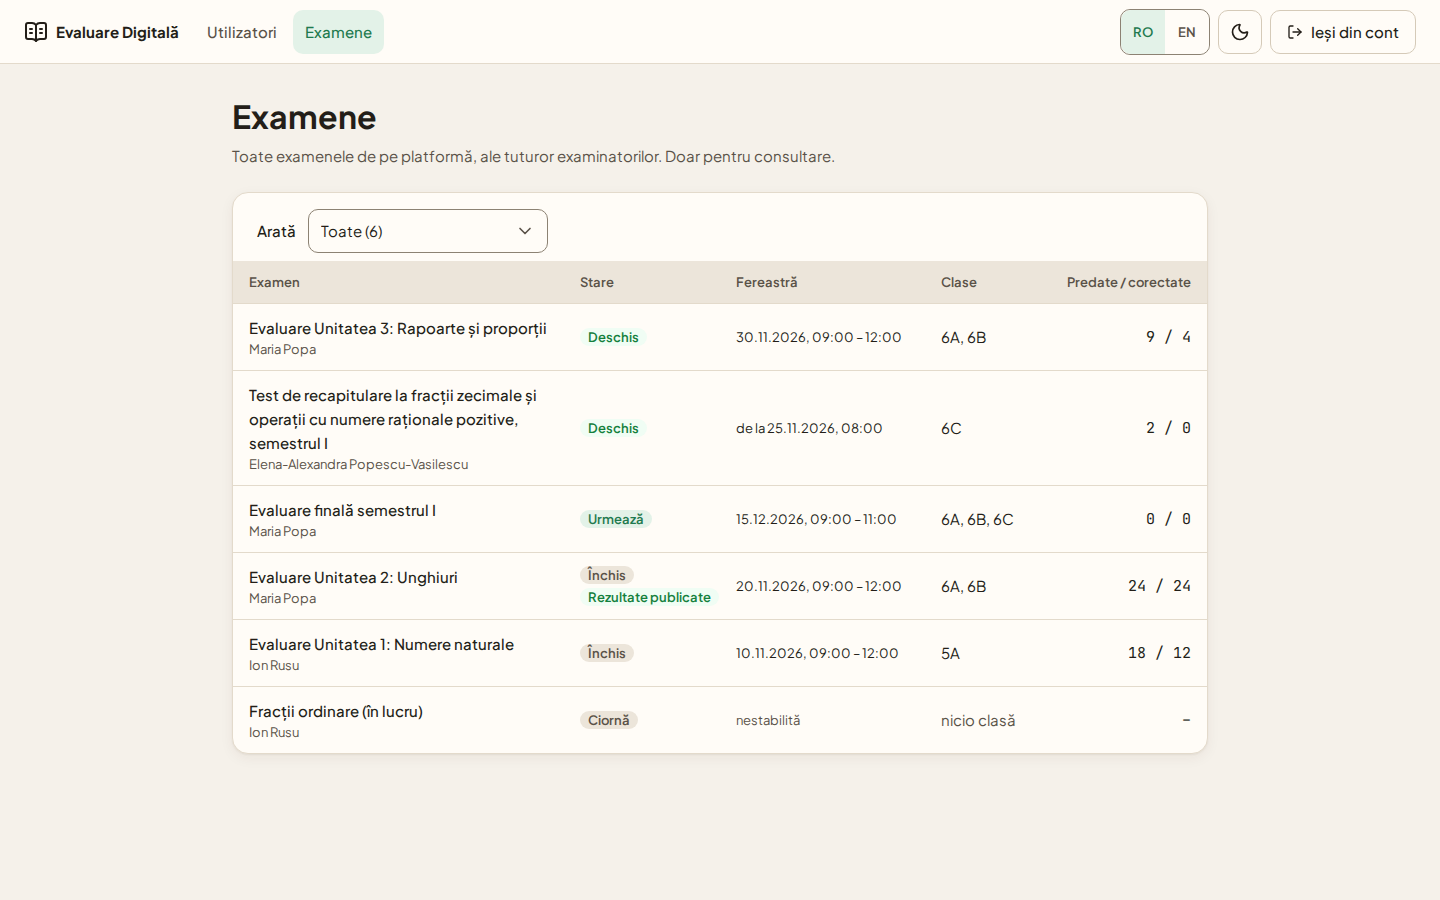 Evaluare Digitală Utilizatori Examene RO EN Ieși din cont
Examene
Toate examenele de pe platformă, ale tuturor examinatorilor. Doar pentru consultare.
Arată Toate (6)
Examen Stare Fereastră Clase Predate / corectate
Evaluare Unitatea 3: Rapoarte și proporții
Maria Popa
Deschis 30.11.2026, 09:00 – 12:00 6A, 6B 9 / 4
Test de recapitulare la fracții zecimale și
operații cu numere raționale pozitive,
semestrul I
Elena-Alexandra Popescu-Vasilescu
Deschis de la 25.11.2026, 08:00 6C 2 / 0
Evaluare finală semestrul I
Maria Popa
Urmează 15.12.2026, 09:00 – 11:00 6A, 6B, 6C 0 / 0
Evaluare Unitatea 2: Unghiuri
Maria Popa
Închis
Rezultate publicate
20.11.2026, 09:00 – 12:00 6A, 6B 24 / 24
Evaluare Unitatea 1: Numere naturale
Ion Rusu
Închis 10.11.2026, 09:00 – 12:00 5A 18 / 12
Fracții ordinare (în lucru)
Ion Rusu
Ciornă nestabilită nicio clasă –